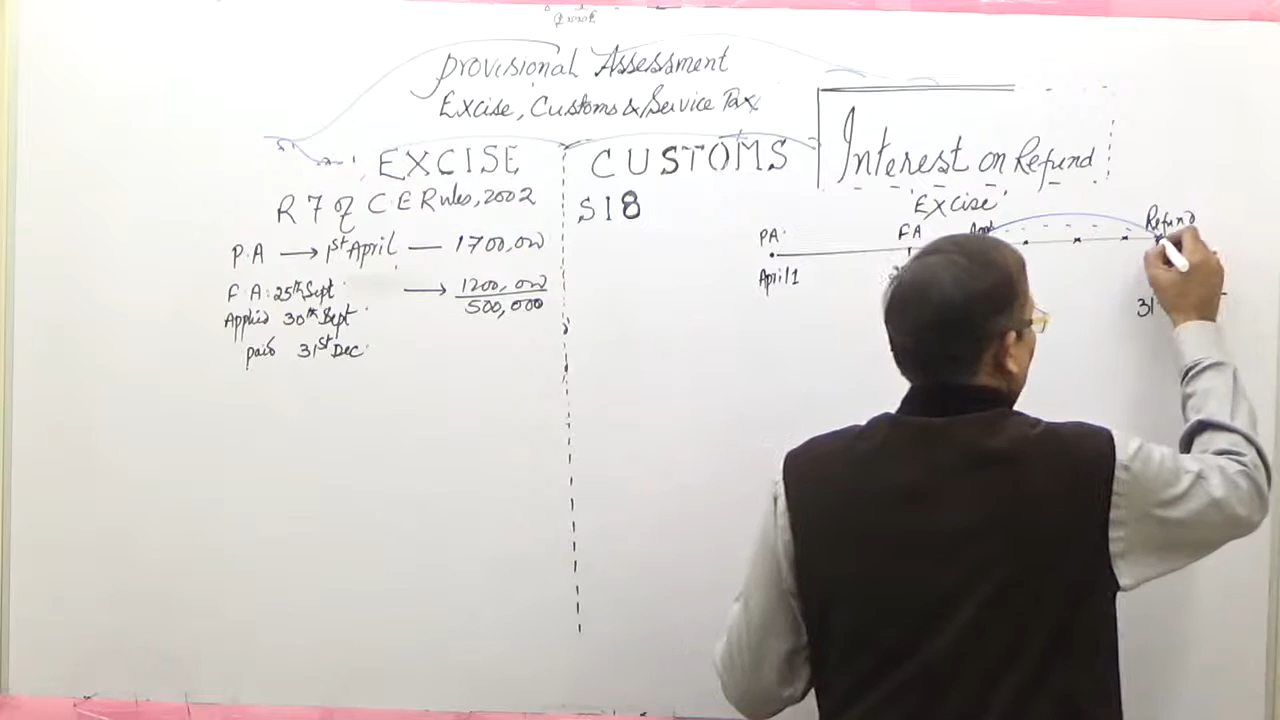 Provisional Assessment
Excise, Customs & Service Tax
EXCISE
R 7 of C.E Rules, 2002
P.A → 1st April — 1700,000
F.A: 25th Sept → 1200,000
500,000
Applied 30th Sept
paid 31st Dec
CUSTOMS
S18
Interest on Refund
'Excise'
PA FA Appl Refund
April 1 31